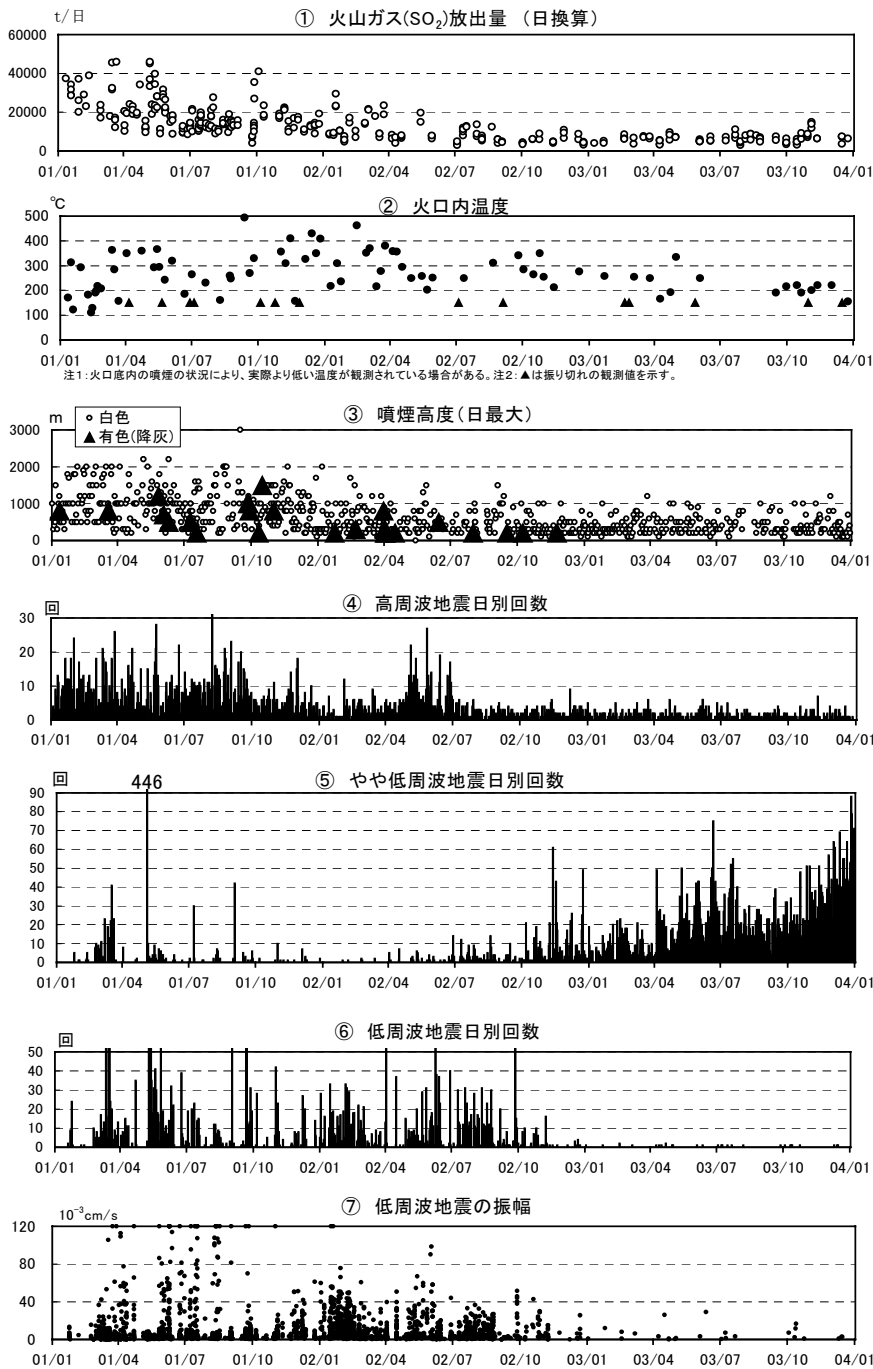 t/日
① 火山ガス(SO₂)放出量 （日換算）
60000
40000
20000
0
01/01 01/04 01/07 01/10 02/01 02/04 02/07 02/10 03/01 03/04 03/07 03/10 04/01
℃
② 火口内温度
500
400
300
200
100
0
01/01 01/04 01/07 01/10 02/01 02/04 02/07 02/10 03/01 03/04 03/07 03/10 04/01
注1:火口底内の噴煙の状況により、実際より低い温度が観測されている場合がある。注2:▲は振り切れの観測値を示す。
m
③ 噴煙高度(日最大)
白色
有色(降灰)
3000
2000
1000
0
01/01 01/04 01/07 01/10 02/01 02/04 02/07 02/10 03/01 03/04 03/07 03/10 04/01
回
④ 高周波地震日別回数
30
20
10
0
01/01 01/04 01/07 01/10 02/01 02/04 02/07 02/10 03/01 03/04 03/07 03/10 04/01
回
446
⑤ やや低周波地震日別回数
90
80
70
60
50
40
30
20
10
0
01/01 01/04 01/07 01/10 02/01 02/04 02/07 02/10 03/01 03/04 03/07 03/10 04/01
回
⑥ 低周波地震日別回数
50
40
30
20
10
0
01/01 01/04 01/07 01/10 02/01 02/04 02/07 02/10 03/01 03/04 03/07 03/10 04/01
10⁻³cm/s
⑦ 低周波地震の振幅
120
80
40
0
01/01 01/04 01/07 01/10 02/01 02/04 02/07 02/10 03/01 03/04 03/07 03/10 04/01